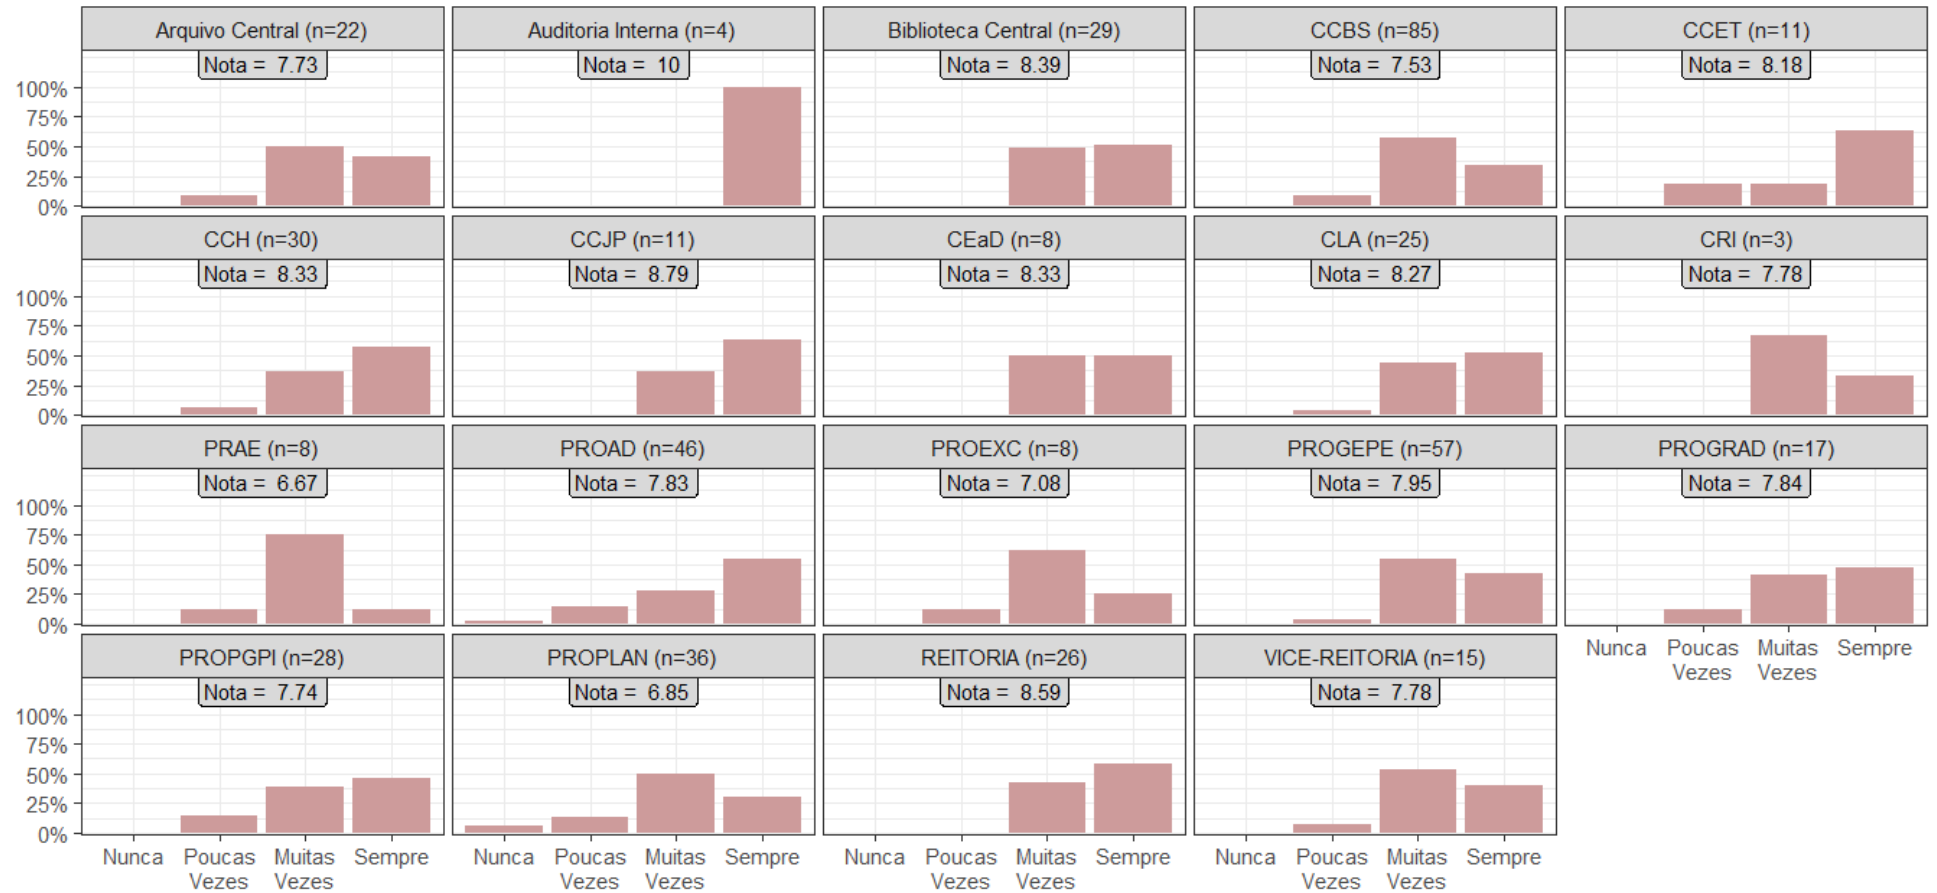 Arquivo Central (n=22)
Auditoria Interna (n=4)
Biblioteca Central (n=29)
CCBS (n=85)
CCET (n=11)
Nota = 7.73
Nota = 10
Nota = 8.39
Nota = 7.53
Nota = 8.18
100%
75%
50%
25%
0%
CCH (n=30)
CCJP (n=11)
CEaD (n=8)
CLA (n=25)
CRI (n=3)
Nota = 8.33
Nota = 8.79
Nota = 8.33
Nota = 8.27
Nota = 7.78
100%
75%
50%
25%
0%
PRAE (n=8)
PROAD (n=46)
PROEXC (n=8)
PROGEPE (n=57)
PROGRAD (n=17)
Nota = 6.67
Nota = 7.83
Nota = 7.08
Nota = 7.95
Nota = 7.84
100%
75%
50%
25%
0%
Nunca
Poucas
Vezes
Muitas
Vezes
Sempre
PROPGPI (n=28)
PROPLAN (n=36)
REITORIA (n=26)
VICE-REITORIA (n=15)
Nota = 7.74
Nota = 6.85
Nota = 8.59
Nota = 7.78
100%
75%
50%
25%
0%
Nunca
Poucas
Vezes
Muitas
Vezes
Sempre
Nunca
Poucas
Vezes
Muitas
Vezes
Sempre
Nunca
Poucas
Vezes
Muitas
Vezes
Sempre
Nunca
Poucas
Vezes
Muitas
Vezes
Sempre